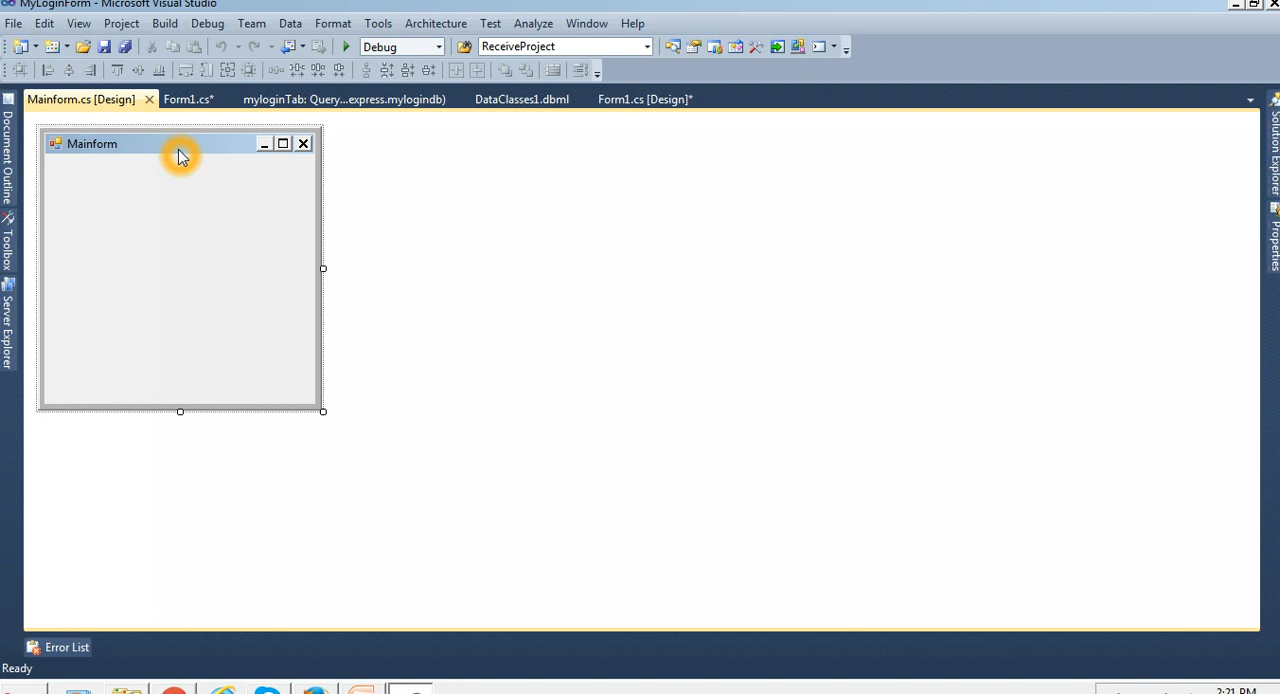 MyLoginForm - Microsoft Visual Studio
File Edit View Project Build Debug Team Data Format Tools Architecture Test Analyze Window Help
Debug ReceiveProject
Mainform.cs [Design] Form1.cs* myloginTab: Query...express.mylogindb) DataClasses1.dbml Form1.cs [Design]*
Document Outline
Toolbox
Server Explorer
Mainform
Solution Explorer
Properties
Error List
Ready
2:21 PM